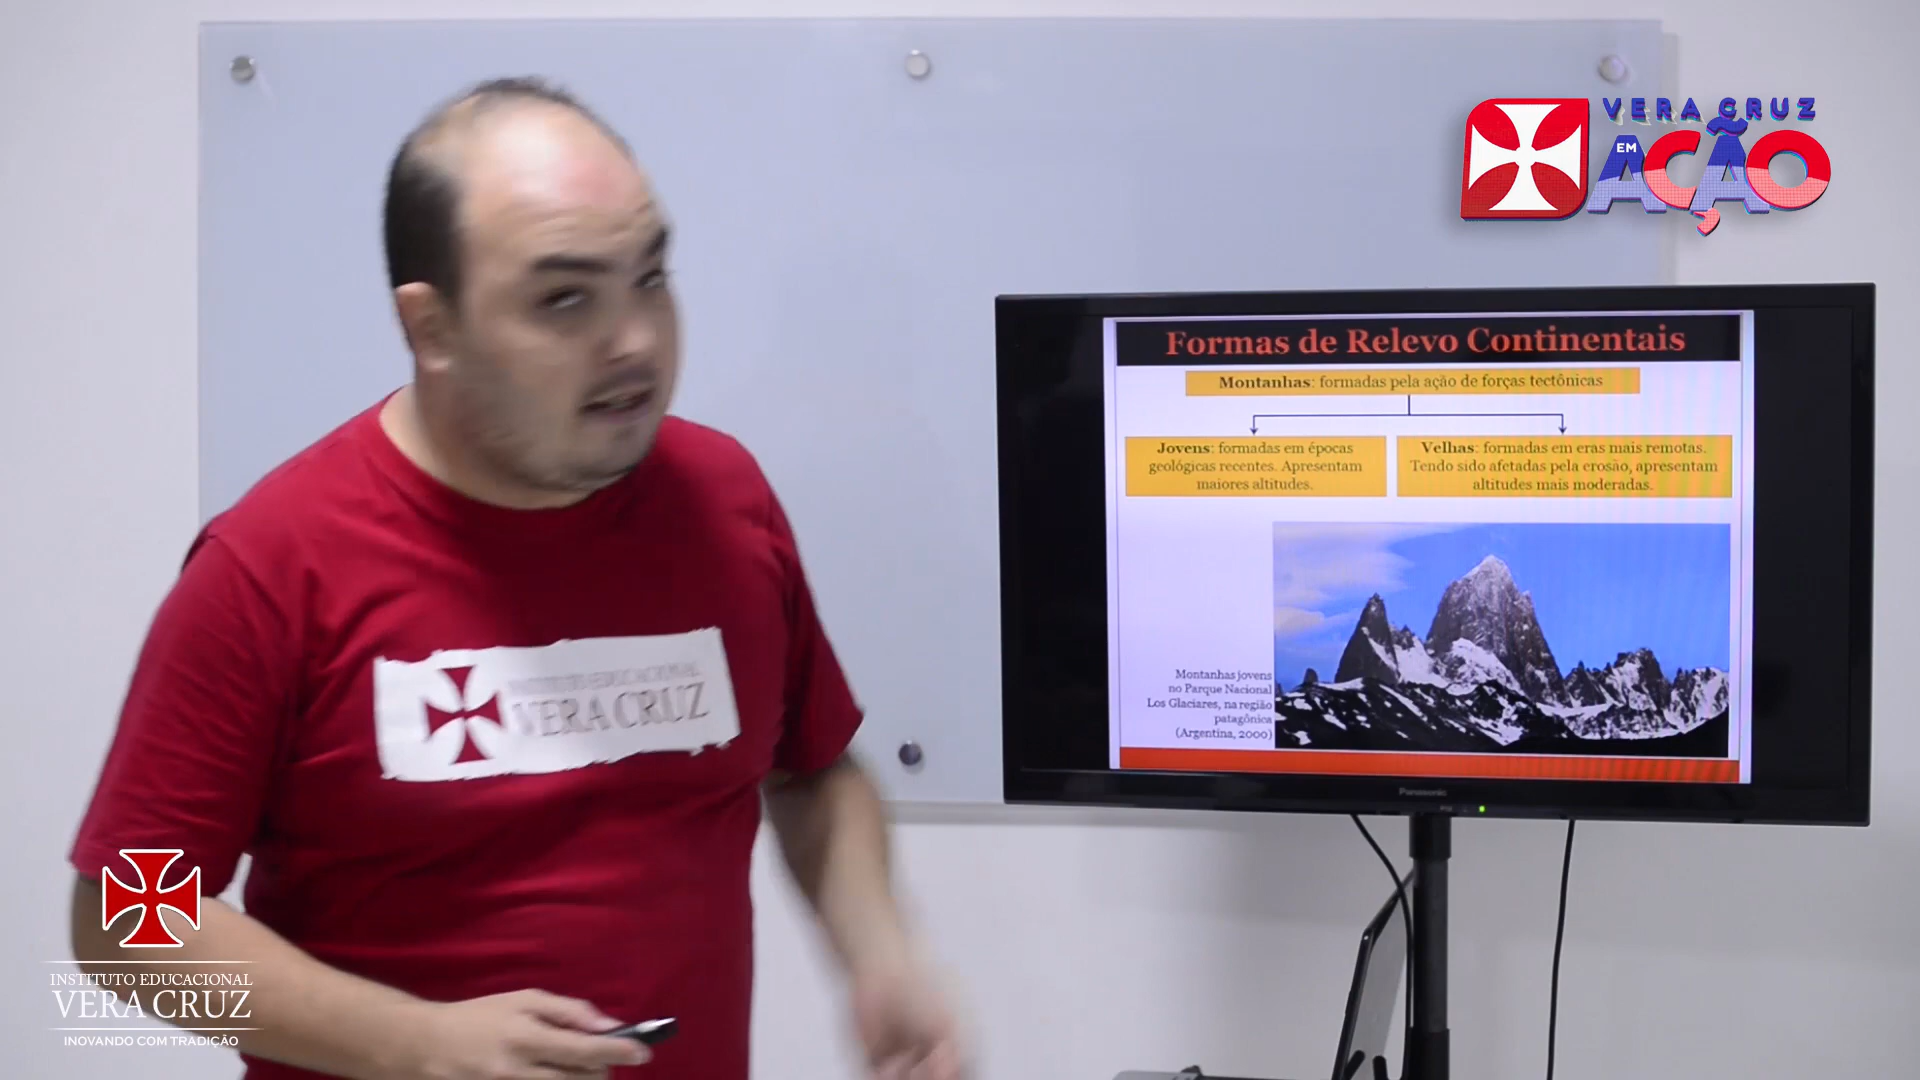 VERA CRUZ
EM
AÇÃO
Formas de Relevo Continentais
Montanhas: formadas pela ação de forças tectônicas
Jovens: formadas em épocas
geológicas recentes. Apresentam
maiores altitudes.
Velhas: formadas em eras mais remotas.
Tendo sido afetadas pela erosão, apresentam
altitudes mais moderadas.
Montanhas jovens
no Parque Nacional
Los Glaciares, na região
patagônica
(Argentina, 2000)
Panasonic
INSTITUTO EDUCACIONAL
VERA CRUZ
INSTITUTO EDUCACIONAL
VERA CRUZ
INOVANDO COM TRADIÇÃO